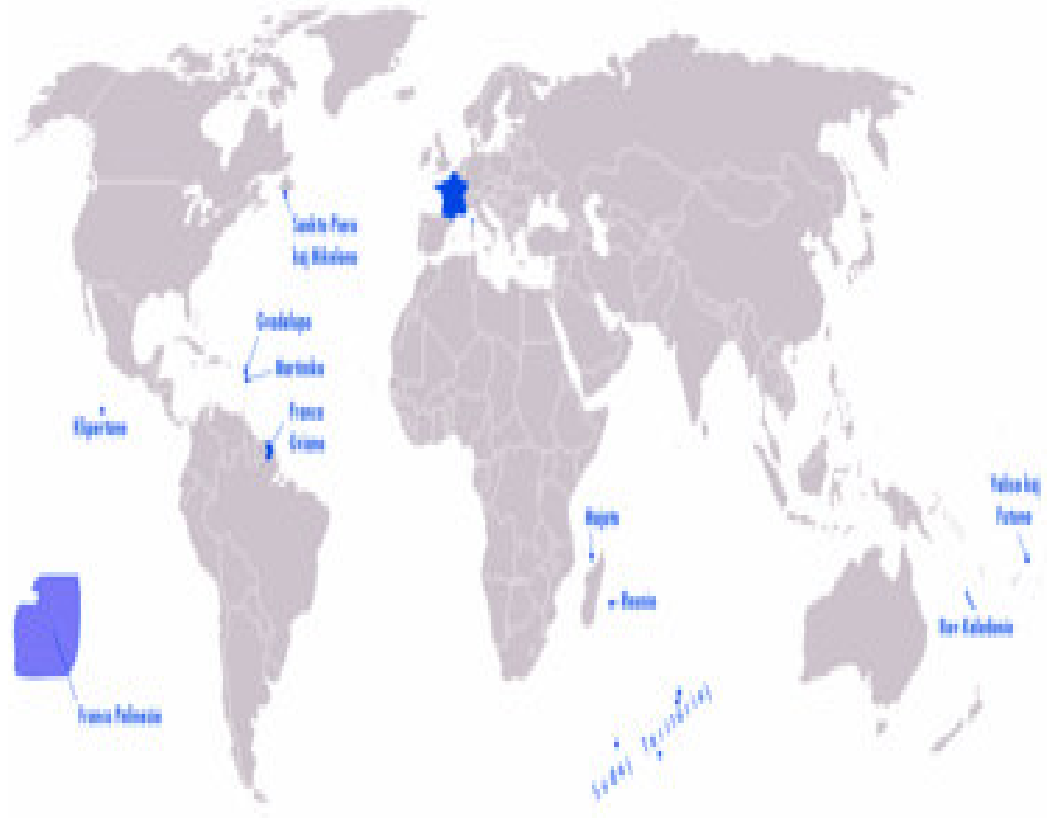 Sankta Piero
kaj Mikelono
Gvadelupo
Martiniko
Franca
Gviano
Klipertono
Majoto
Reunio
Valiso kaj
Futuno
Nov-Kaledonio
Franca Polinezio
Sudaj Teritorioj